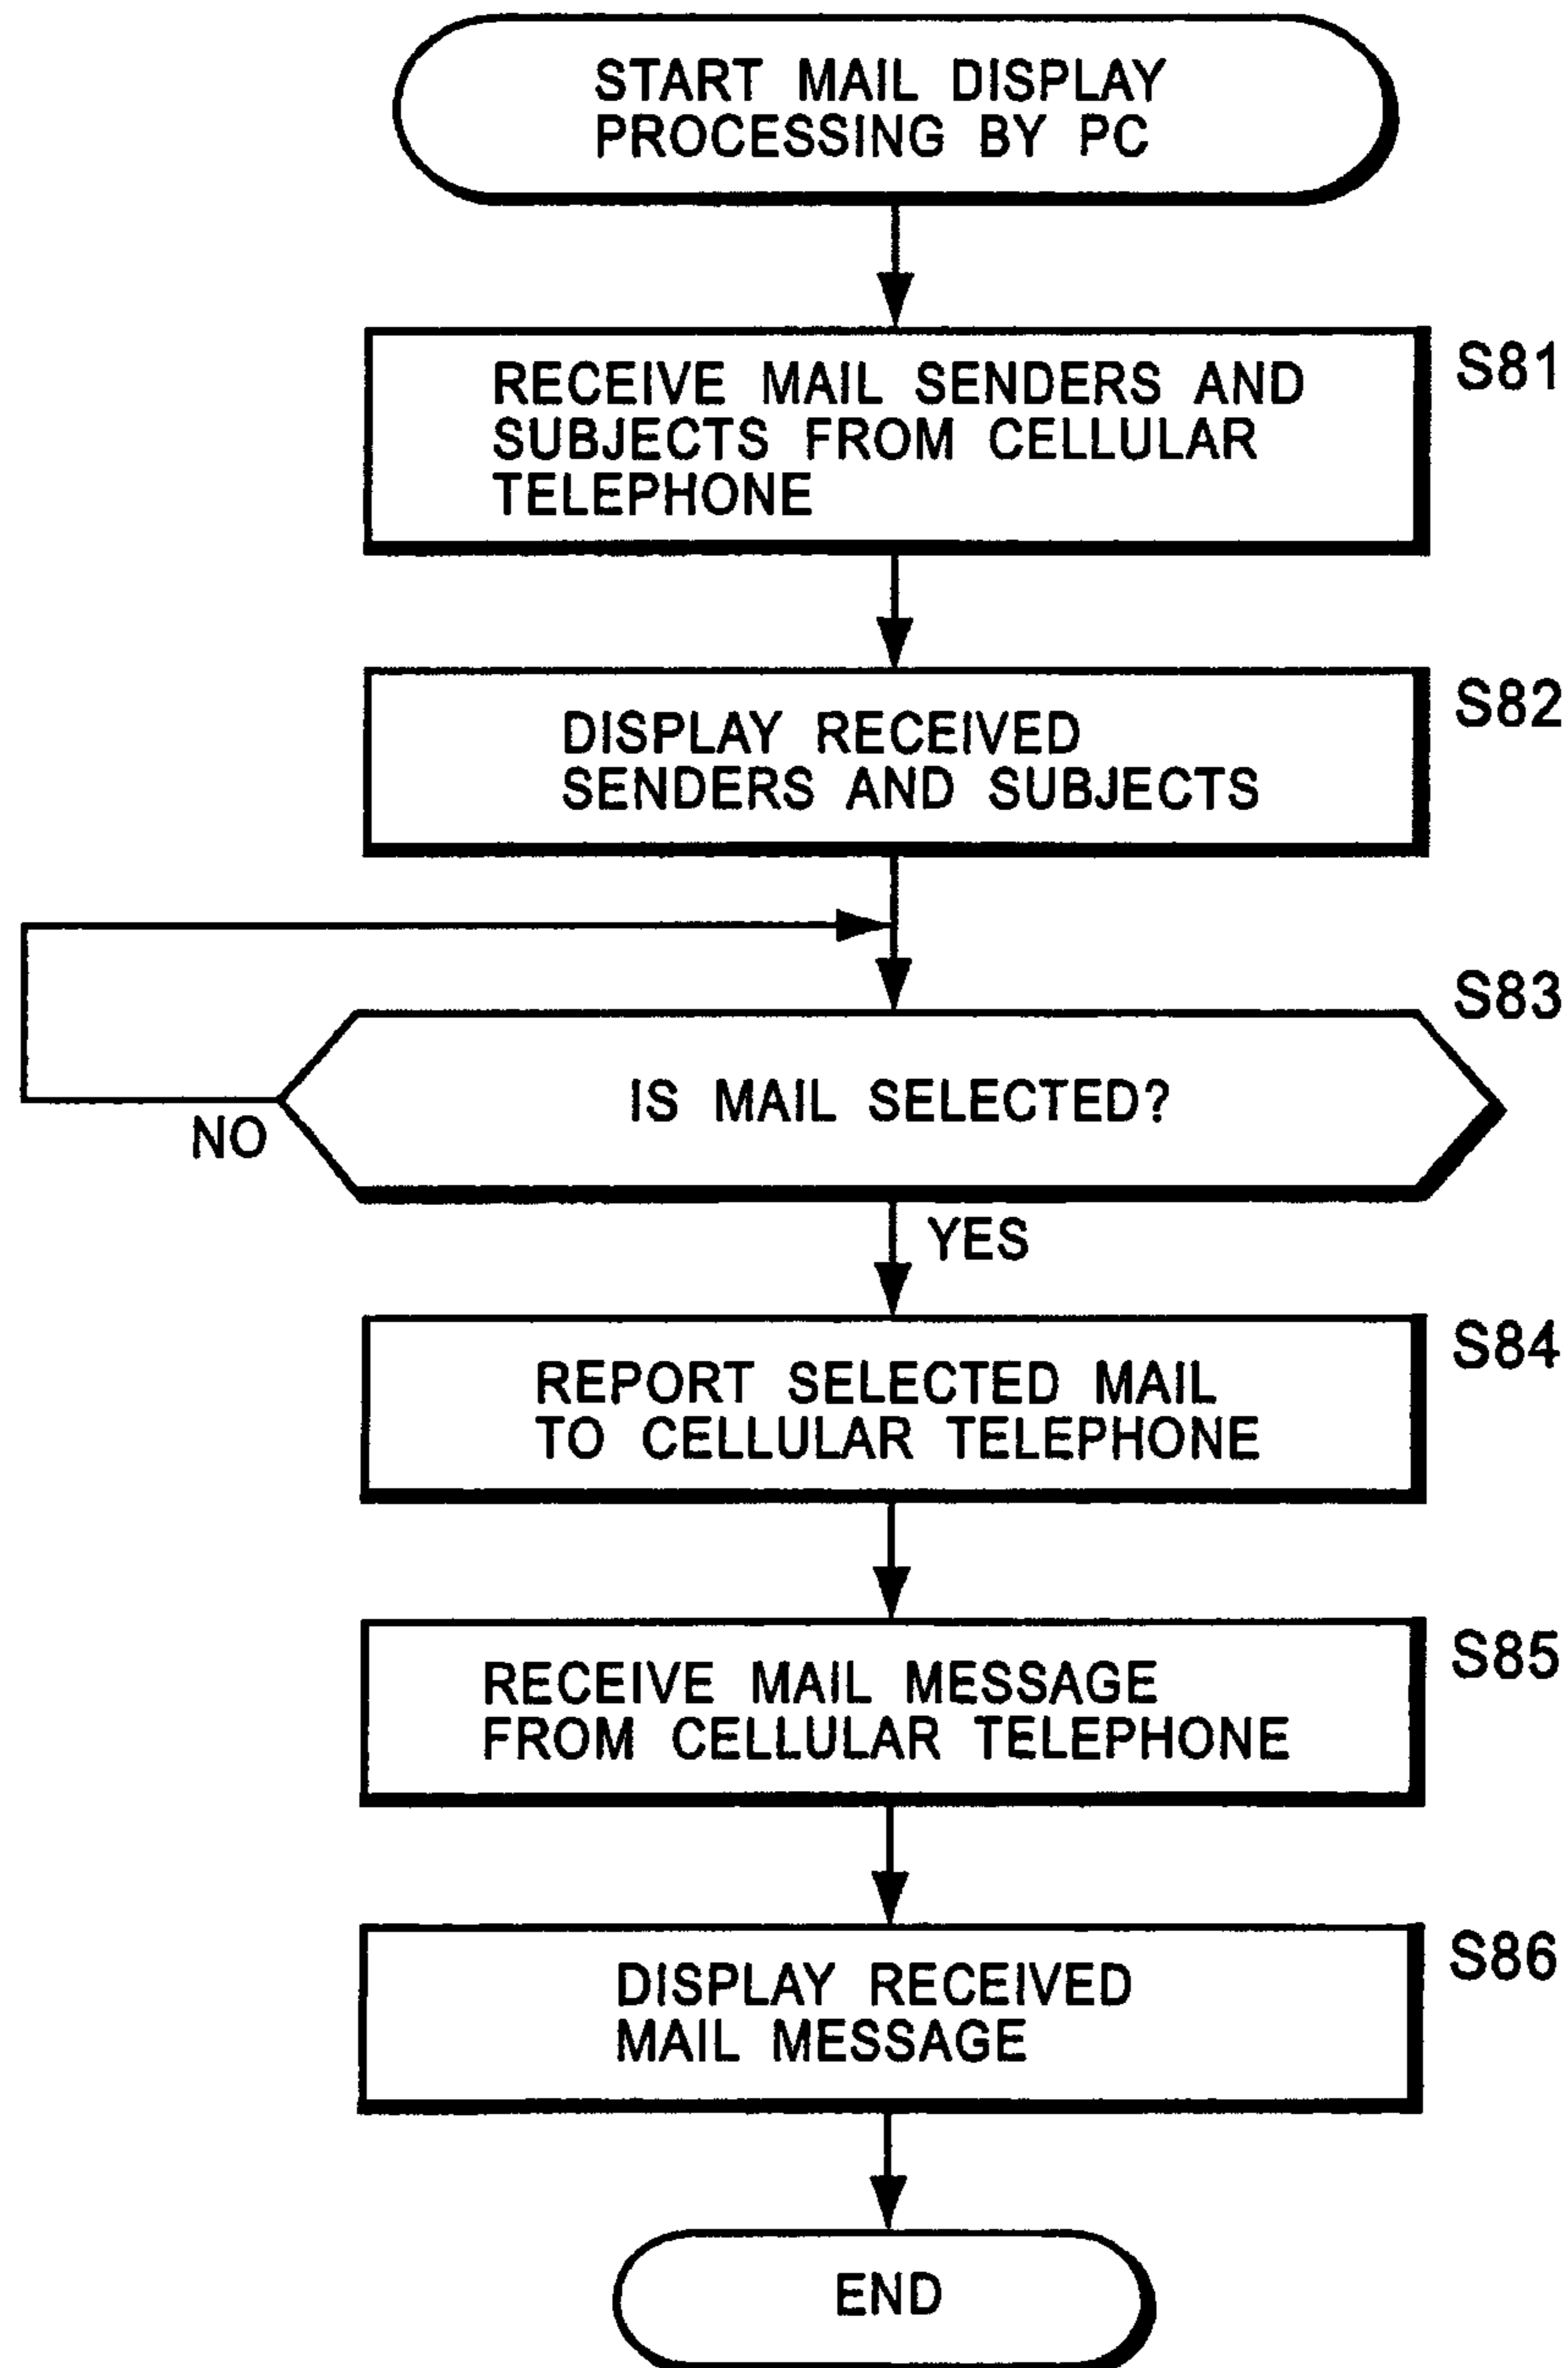 START MAIL DISPLAY
PROCESSING BY PC
RECEIVE MAIL SENDERS AND
SUBJECTS FROM CELLULAR
TELEPHONE
S81
DISPLAY RECEIVED
SENDERS AND SUBJECTS
S82
S83
IS MAIL SELECTED?
NO
YES
REPORT SELECTED MAIL
TO CELLULAR TELEPHONE
S84
RECEIVE MAIL MESSAGE
FROM CELLULAR TELEPHONE
S85
DISPLAY RECEIVED
MAIL MESSAGE
S86
END